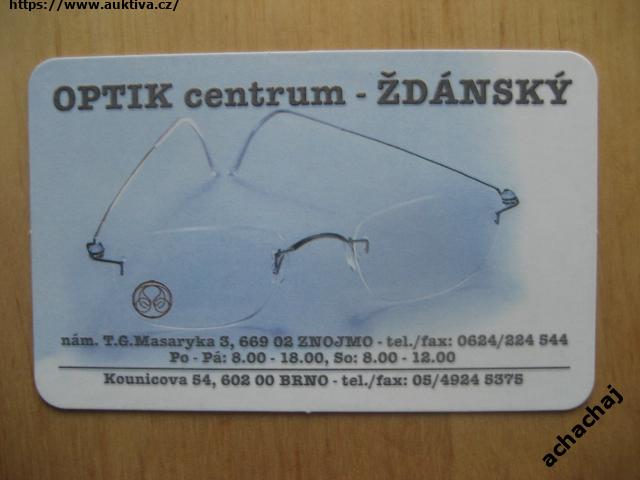 https://www.auktiva.cz/
OPTIK centrum - ŽDÁNSKÝ
nám. T.G.Masaryka 3, 669 02 ZNOJMO - tel./fax: 0624/224 544
Po - Pá: 8.00 - 18.00, So: 8.00 - 12.00
Kounicova 54, 602 00 BRNO - tel./fax: 05/4924 5375
achachaj